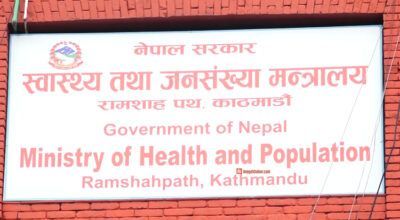 नेपाल सरकार
स्वास्थ्य तथा जनसंख्या मन्त्रालय
रामशाह पथ, काठमाडौं
Government of Nepal
Ministry of Health and Population
Ramshahpath, Kathmandu